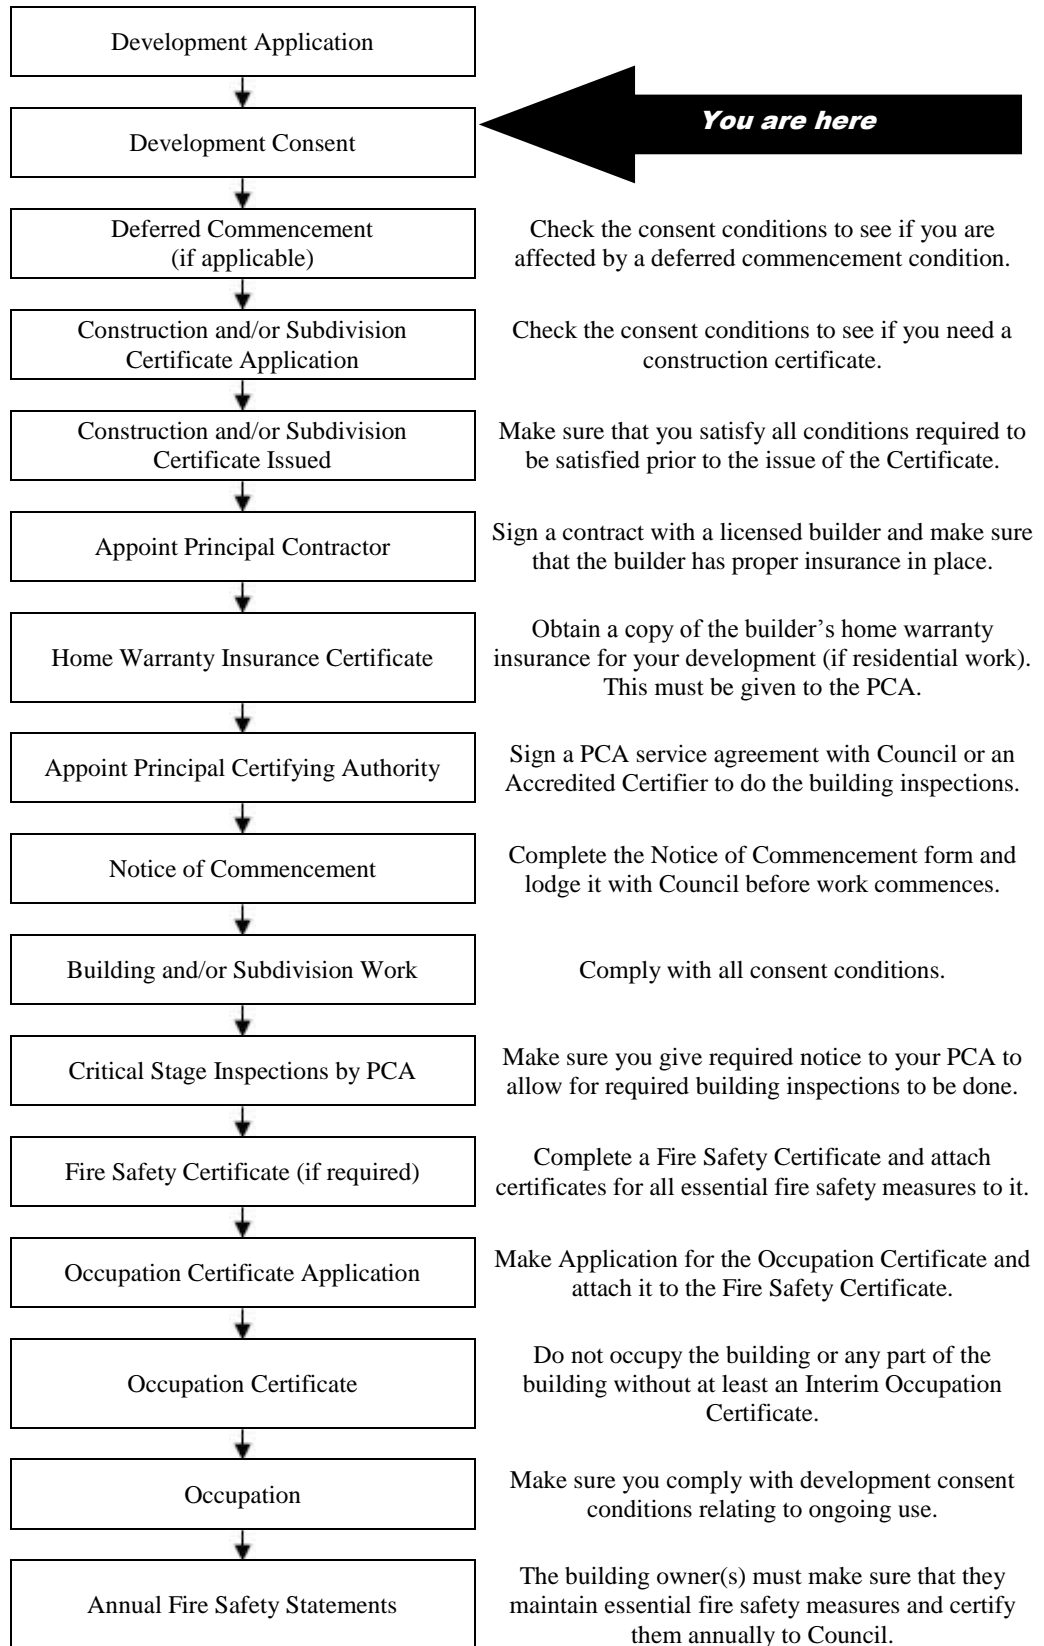 Development Application
Development Consent
You are here
Deferred Commencement
(if applicable)
Check the consent conditions to see if you are
affected by a deferred commencement condition.
Construction and/or Subdivision
Certificate Application
Check the consent conditions to see if you need a
construction certificate.
Construction and/or Subdivision
Certificate Issued
Make sure that you satisfy all conditions required to
be satisfied prior to the issue of the Certificate.
Appoint Principal Contractor
Sign a contract with a licensed builder and make sure
that the builder has proper insurance in place.
Home Warranty Insurance Certificate
Obtain a copy of the builder’s home warranty
insurance for your development (if residential work).
This must be given to the PCA.
Appoint Principal Certifying Authority
Sign a PCA service agreement with Council or an
Accredited Certifier to do the building inspections.
Notice of Commencement
Complete the Notice of Commencement form and
lodge it with Council before work commences.
Building and/or Subdivision Work
Comply with all consent conditions.
Critical Stage Inspections by PCA
Make sure you give required notice to your PCA to
allow for required building inspections to be done.
Fire Safety Certificate (if required)
Complete a Fire Safety Certificate and attach
certificates for all essential fire safety measures to it.
Occupation Certificate Application
Make Application for the Occupation Certificate and
attach it to the Fire Safety Certificate.
Occupation Certificate
Do not occupy the building or any part of the
building without at least an Interim Occupation
Certificate.
Occupation
Make sure you comply with development consent
conditions relating to ongoing use.
Annual Fire Safety Statements
The building owner(s) must make sure that they
maintain essential fire safety measures and certify
them annually to Council.